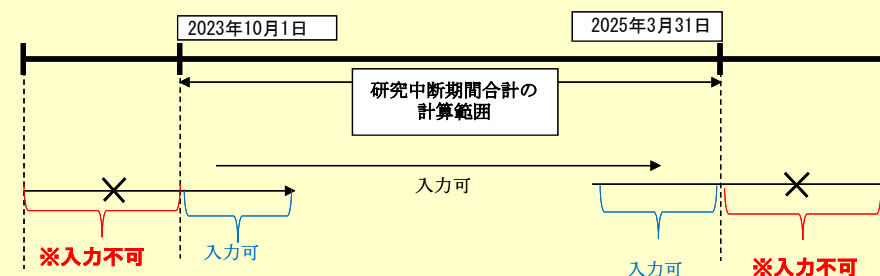 2023年10月1日
2025年3月31日
研究中断期間合計の
計算範囲
入力可
※入力不可
入力可
入力可
※入力不可